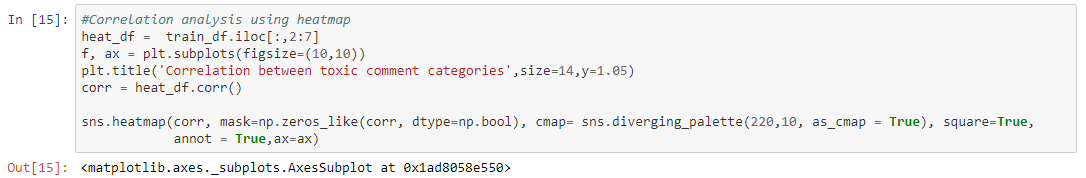 In [15]: #Correlation analysis using heatmap
heat_df =  train_df.iloc[:,2:7]
f, ax = plt.subplots(figsize=(10,10))
plt.title('Correlation between toxic comment categories',size=14,y=1.05)
corr = heat_df.corr()

sns.heatmap(corr, mask=np.zeros_like(corr, dtype=np.bool), cmap= sns.diverging_palette(220,10, as_cmap = True), square=True,
            annot = True,ax=ax)
Out[15]: <matplotlib.axes._subplots.AxesSubplot at 0x1ad8058e550>